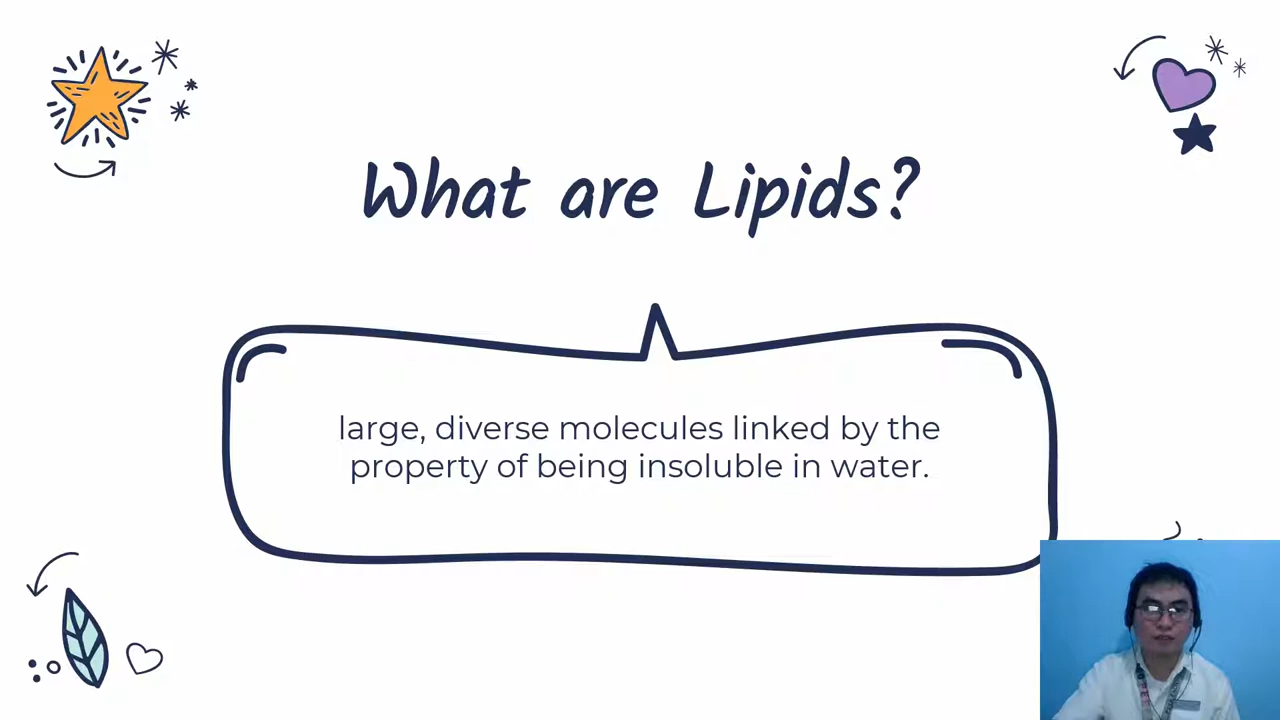 What are Lipids?
large, diverse molecules linked by the
property of being insoluble in water.